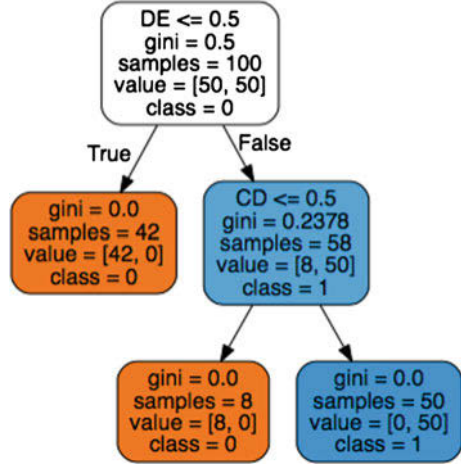 DE <= 0.5
gini = 0.5
samples = 100
value = [50, 50]
class = 0
True
False
gini = 0.0
samples = 42
value = [42, 0]
class = 0
CD <= 0.5
gini = 0.2378
samples = 58
value = [8, 50]
class = 1
gini = 0.0
samples = 8
value = [8, 0]
class = 0
gini = 0.0
samples = 50
value = [0, 50]
class = 1